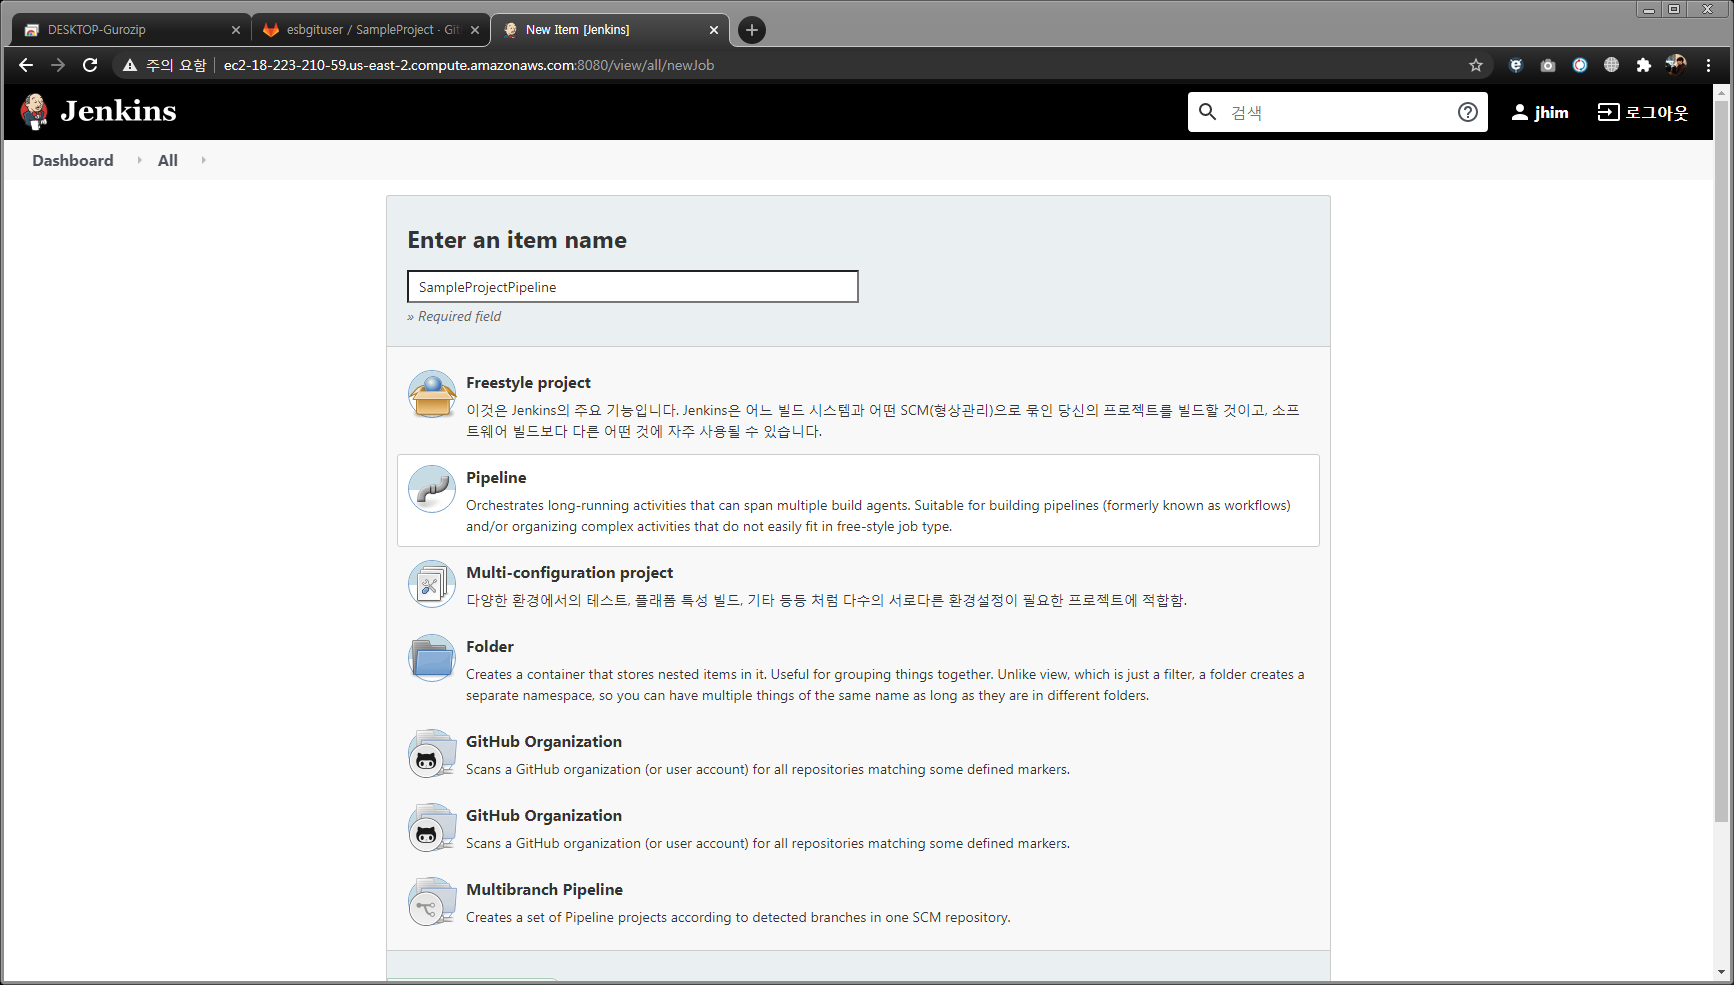 DESKTOP-Gurozip
esbgituser / SampleProject · Git
New Item [Jenkins]
주의 요함
ec2-18-223-210-59.us-east-2.compute.amazonaws.com:8080/view/all/newJob
Jenkins
검색
jhim
로그아웃
Dashboard
All
Enter an item name
SampleProjectPipeline
» Required field
Freestyle project
이것은 Jenkins의 주요 기능입니다. Jenkins은 어느 빌드 시스템과 어떤 SCM(형상관리)으로 묶인 당신의 프로젝트를 빌드할 것이고, 소프
트웨어 빌드보다 다른 어떤 것에 자주 사용될 수 있습니다.
Pipeline
Orchestrates long-running activities that can span multiple build agents. Suitable for building pipelines (formerly known as workflows)
and/or organizing complex activities that do not easily fit in free-style job type.
Multi-configuration project
다양한 환경에서의 테스트, 플래폼 특성 빌드, 기타 등등 처럼 다수의 서로다른 환경설정이 필요한 프로젝트에 적합함.
Folder
Creates a container that stores nested items in it. Useful for grouping things together. Unlike view, which is just a filter, a folder creates a
separate namespace, so you can have multiple things of the same name as long as they are in different folders.
GitHub Organization
Scans a GitHub organization (or user account) for all repositories matching some defined markers.
GitHub Organization
Scans a GitHub organization (or user account) for all repositories matching some defined markers.
Multibranch Pipeline
Creates a set of Pipeline projects according to detected branches in one SCM repository.